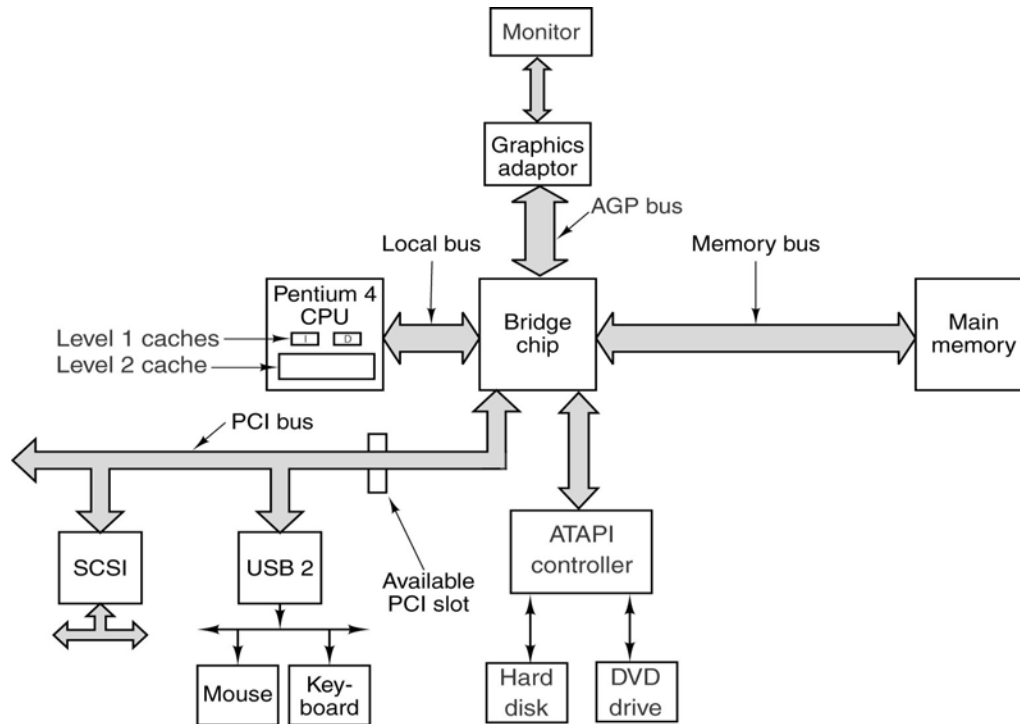 Monitor
Graphics
adaptor
AGP bus
Local bus
Memory bus
Pentium 4
CPU
I
D
Level 1 caches
Level 2 cache
Bridge
chip
Main
memory
PCI bus
SCSI
USB 2
Available
PCI slot
ATAPI
controller
Mouse
Key-
board
Hard
disk
DVD
drive